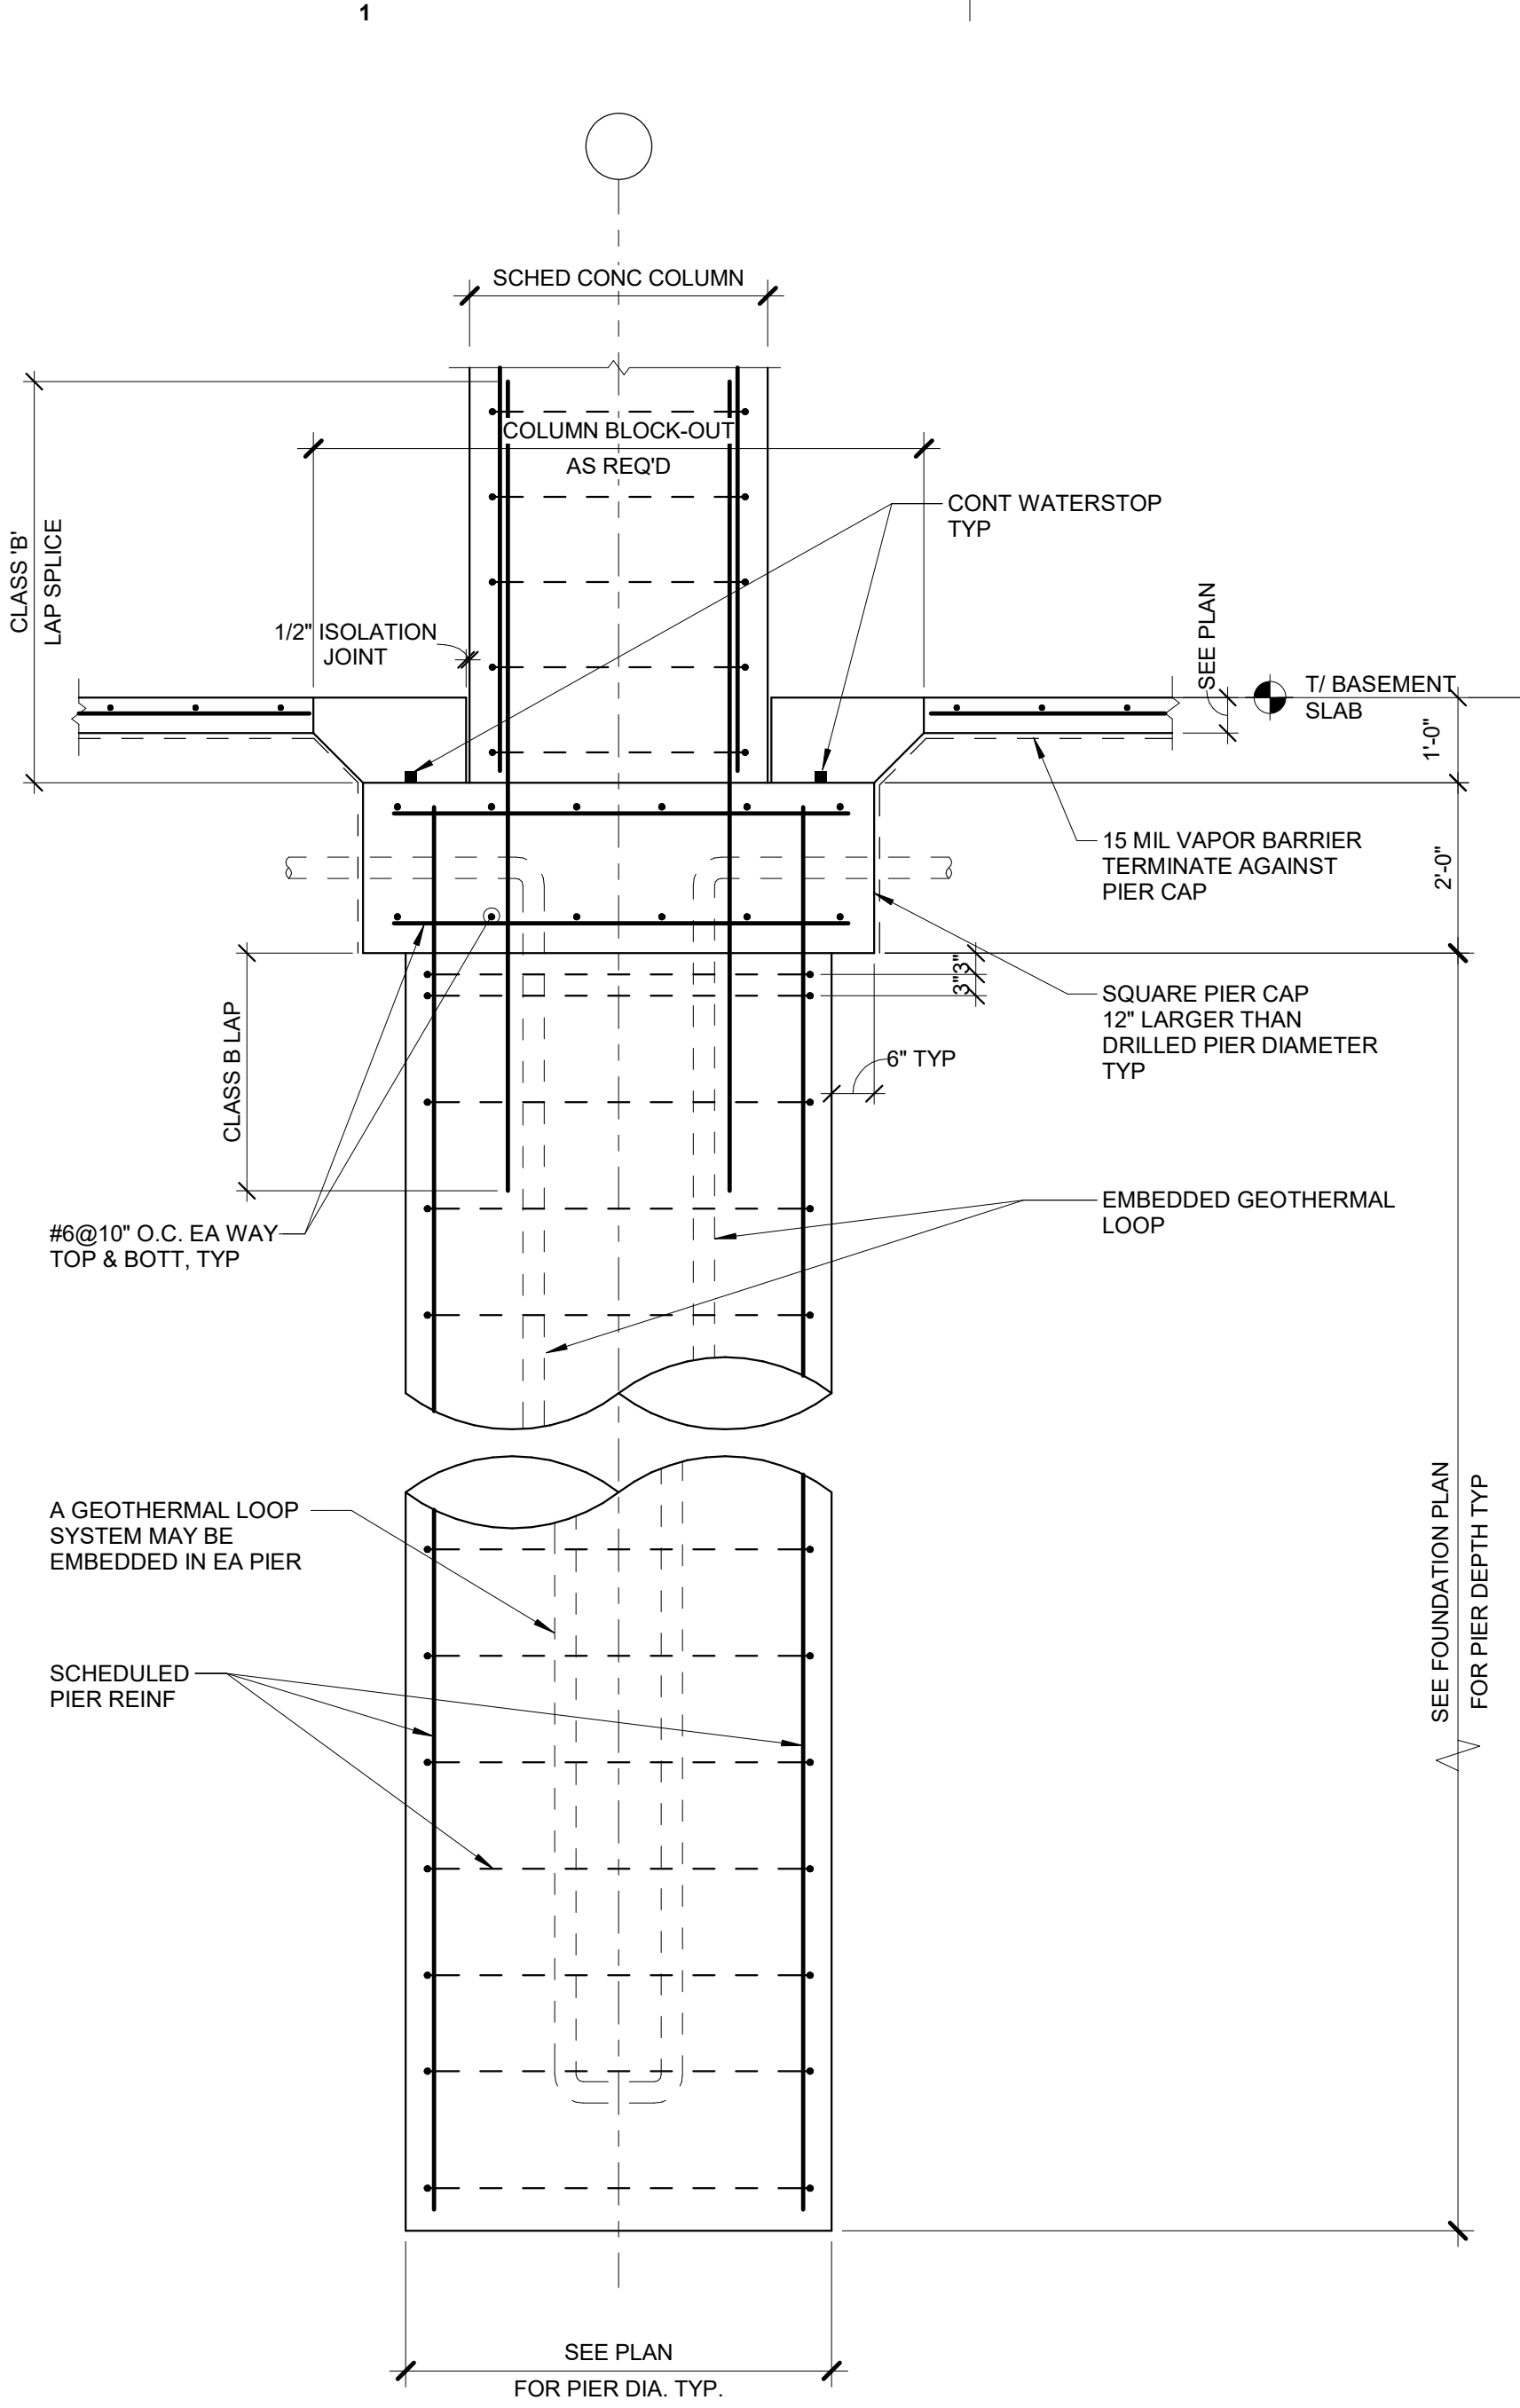 1
SCHED CONC COLUMN
COLUMN BLOCK-OUT
AS REQ'D
CLASS 'B'
LAP SPLICE
CONT WATERSTOP
TYP
1/2" ISOLATION
JOINT
SEE PLAN
T/ BASEMENT
SLAB
1'-0"
15 MIL VAPOR BARRIER
TERMINATE AGAINST
PIER CAP
2'-0"
3"
3"
SQUARE PIER CAP
12" LARGER THAN
DRILLED PIER DIAMETER
TYP
CLASS B LAP
6" TYP
#6@10" O.C. EA WAY
TOP & BOTT, TYP
EMBEDDED GEOTHERMAL
LOOP
A GEOTHERMAL LOOP
SYSTEM MAY BE
EMBEDDED IN EA PIER
SEE FOUNDATION PLAN
FOR PIER DEPTH TYP
SCHEDULED
PIER REINF
SEE PLAN
FOR PIER DIA. TYP.